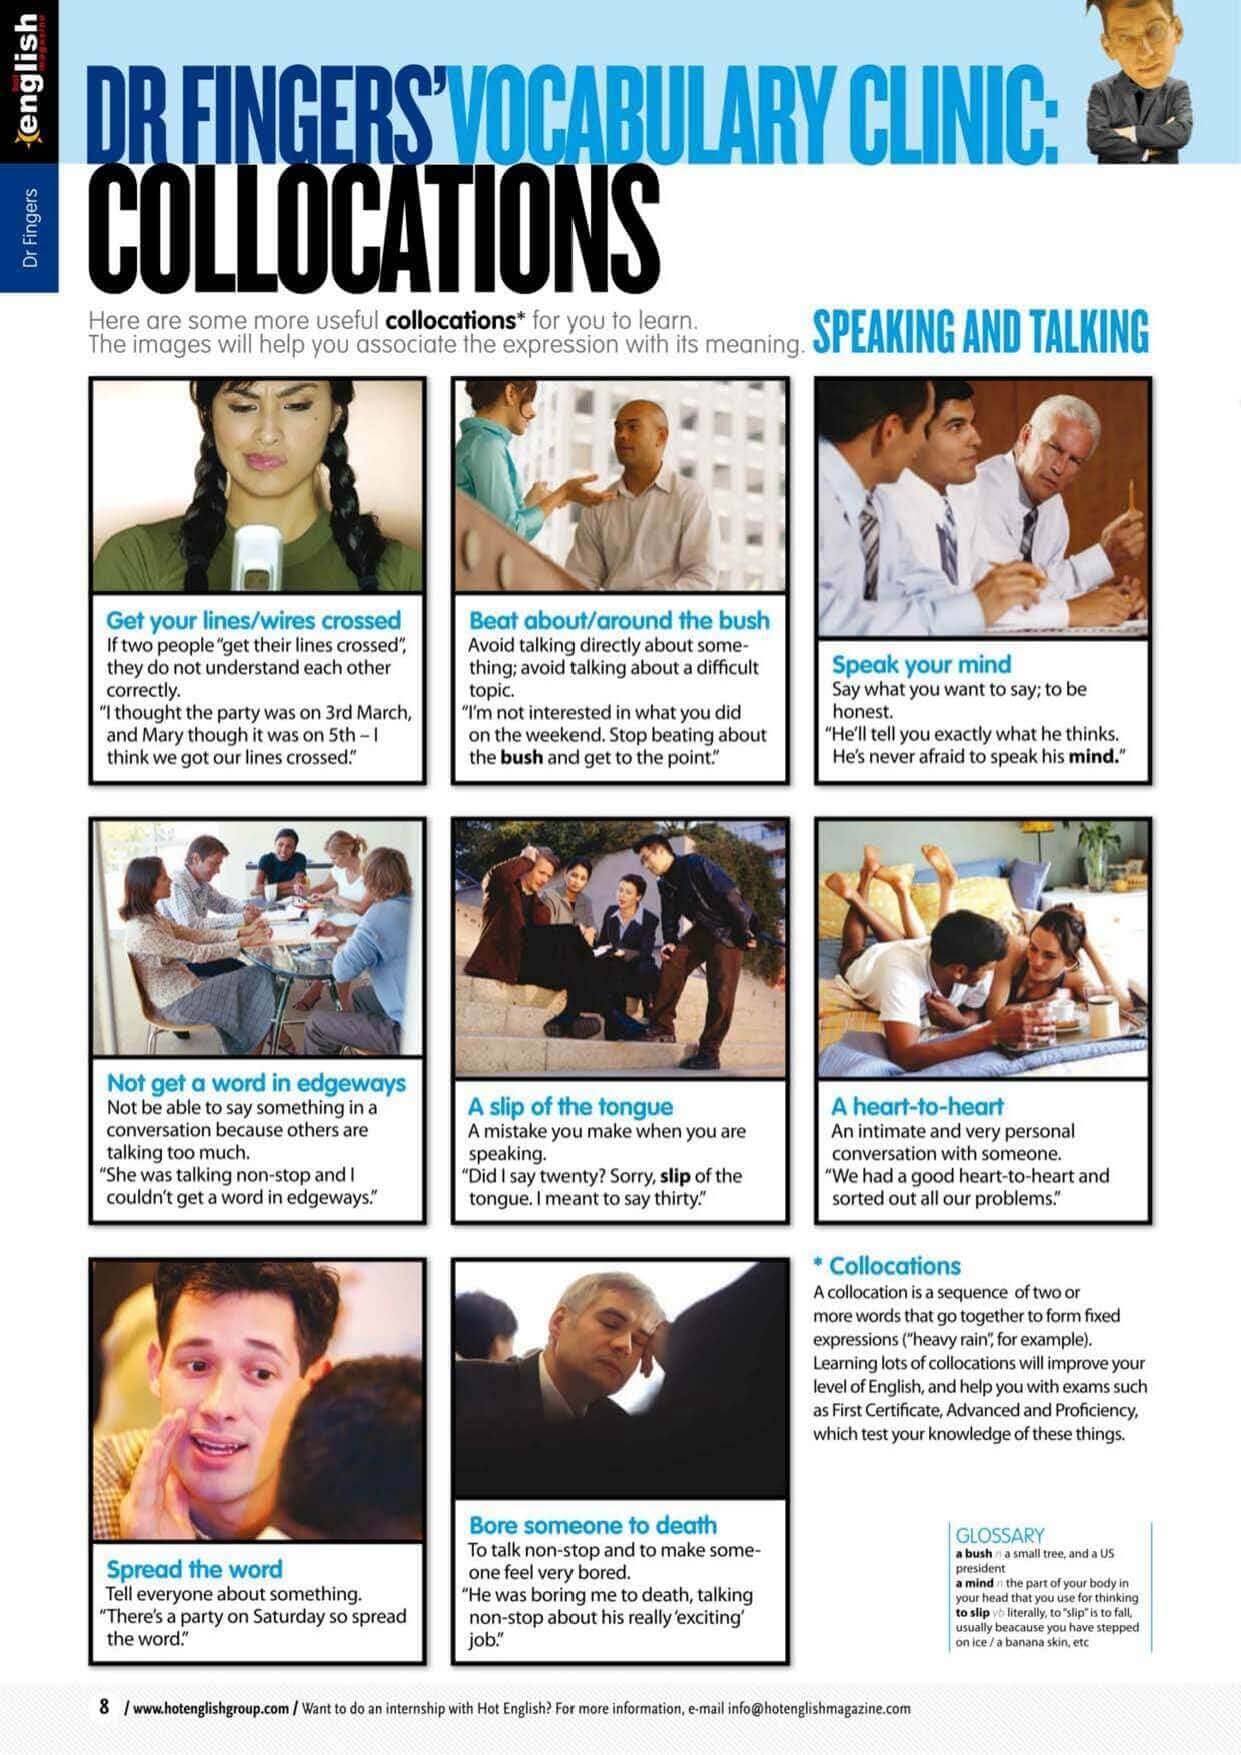 hot
english
magazine
Dr Fingers
DR FINGERS' VOCABULARY CLINIC:
COLLOCATIONS
Here are some more useful collocations* for you to learn.
The images will help you associate the expression with its meaning.
SPEAKING AND TALKING
Get your lines/wires crossed
If two people “get their lines crossed”,
they do not understand each other
correctly.
“I thought the party was on 3rd March,
and Mary though it was on 5th – I
think we got our lines crossed.”
Beat about/around the bush
Avoid talking directly about some-
thing; avoid talking about a difficult
topic.
“I'm not interested in what you did
on the weekend. Stop beating about
the bush and get to the point.”
Speak your mind
Say what you want to say; to be
honest.
“He'll tell you exactly what he thinks.
He's never afraid to speak his mind.”
Not get a word in edgeways
Not be able to say something in a
conversation because others are
talking too much.
“She was talking non-stop and I
couldn't get a word in edgeways.”
A slip of the tongue
A mistake you make when you are
speaking.
“Did I say twenty? Sorry, slip of the
tongue. I meant to say thirty.”
A heart-to-heart
An intimate and very personal
conversation with someone.
“We had a good heart-to-heart and
sorted out all our problems.”
Spread the word
Tell everyone about something.
“There's a party on Saturday so spread
the word.”
Bore someone to death
To talk non-stop and to make some-
one feel very bored.
“He was boring me to death, talking
non-stop about his really ‘exciting’
job.”
* Collocations
A collocation is a sequence of two or
more words that go together to form fixed
expressions (“heavy rain”, for example).
Learning lots of collocations will improve your
level of English, and help you with exams such
as First Certificate, Advanced and Proficiency,
which test your knowledge of these things.
GLOSSARY
a bush n a small tree, and a US
president
a mind n the part of your body in
your head that you use for thinking
to slip vb literally, to “slip” is to fall,
usually beacause you have stepped
on ice / a banana skin, etc
8 / www.hotenglishgroup.com / Want to do an internship with Hot English? For more information, e-mail info@hotenglishmagazine.com